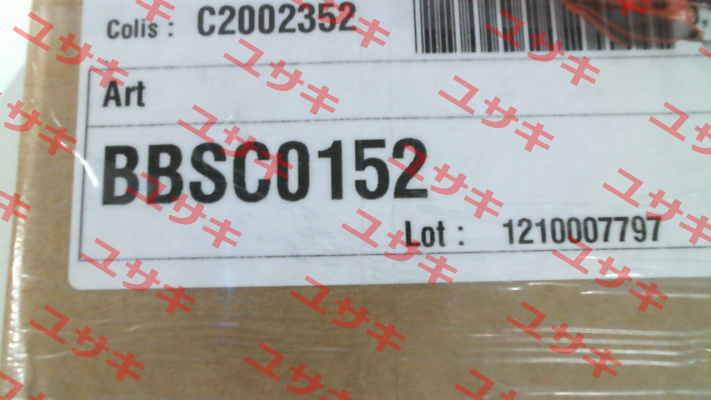 Colis : C2002352
Art
BBSC0152
Lot : 1210007797
ユサキ